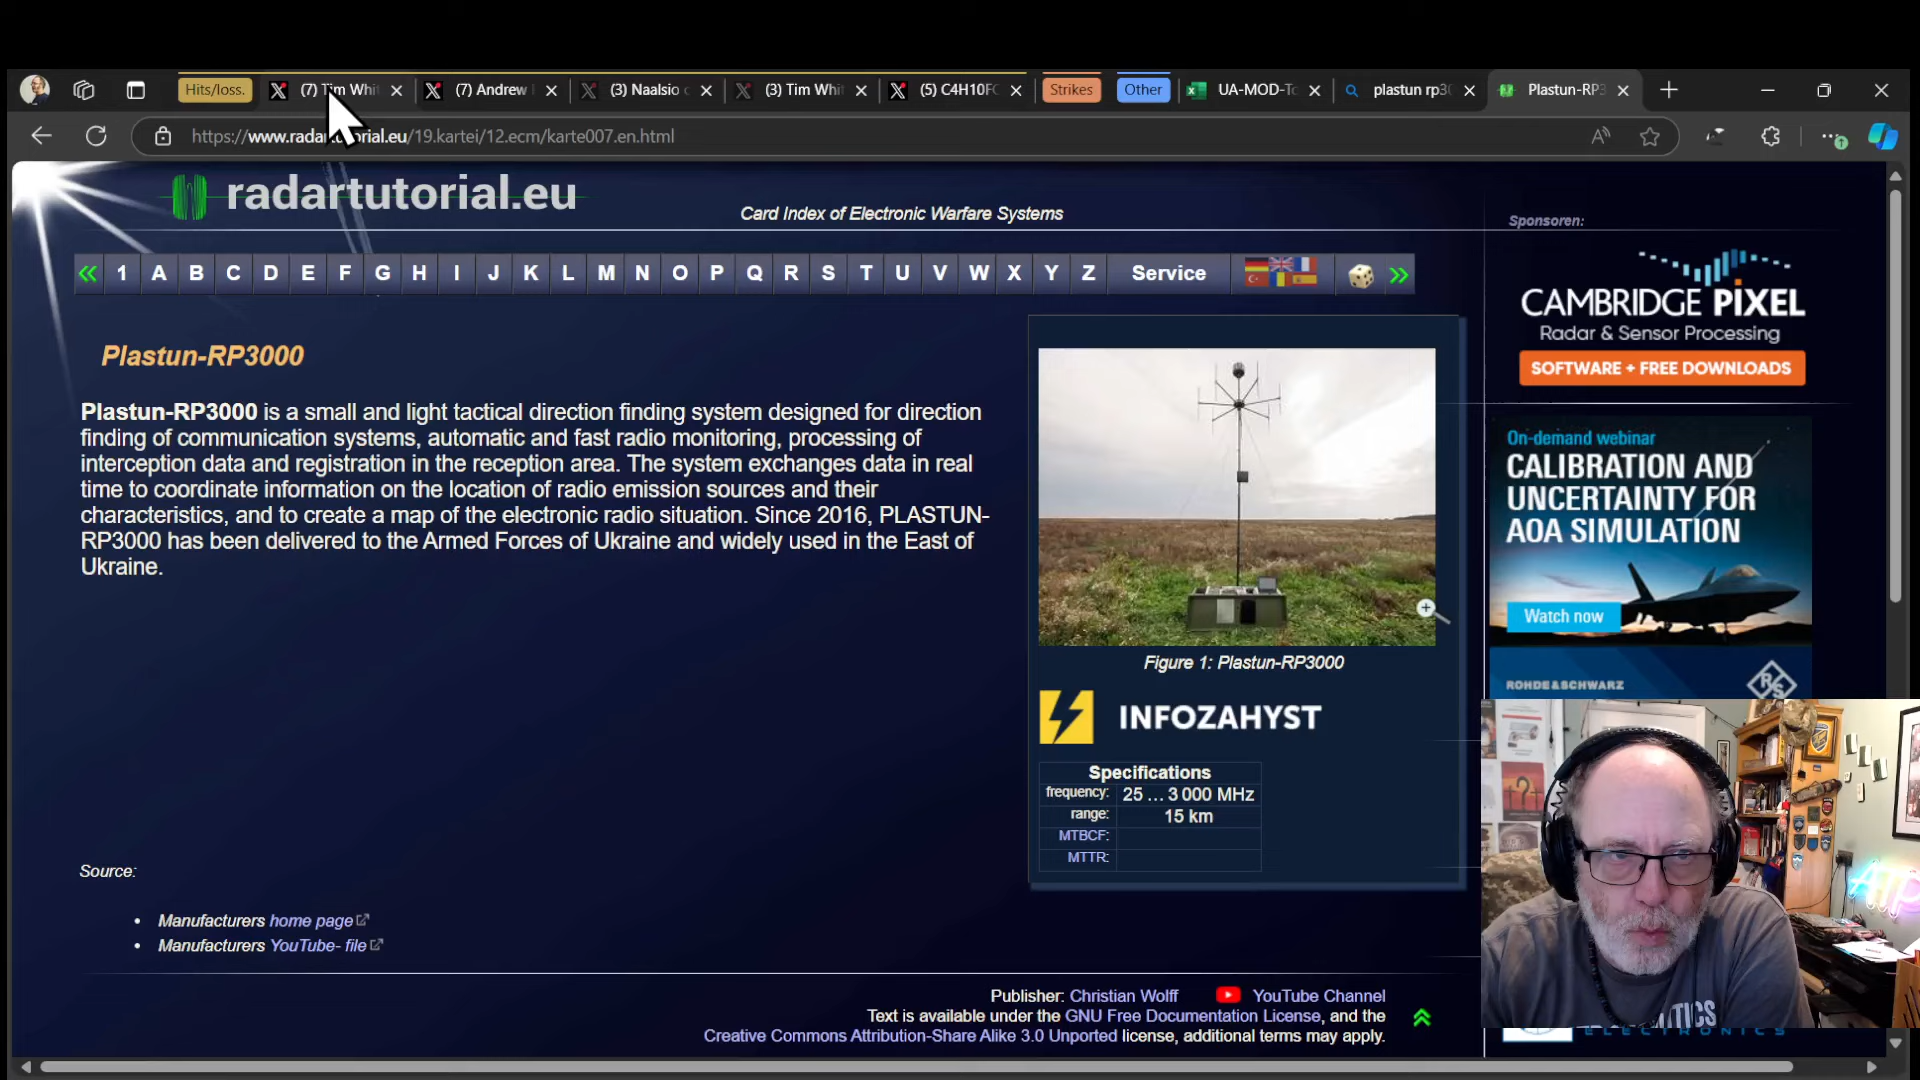 Hits/loss.
(7) Tim Whit
(7) Andrew
(3) Naalsio
(3) Tim Whit
(5) C4H10FO
Strikes
Other
UA-MOD-To
plastun rp30
Plastun-RP3
https://www.radartutorial.eu/19.kartei/12.ecm/karte007.en.html
radartutorial.eu
Card Index of Electronic Warfare Systems
Sponsoren:
1 A B C D E F G H I J K L M N O P Q R S T U V W X Y Z Service
CAMBRIDGE PIXEL
Radar & Sensor Processing
SOFTWARE + FREE DOWNLOADS
Plastun-RP3000
Plastun-RP3000 is a small and light tactical direction finding system designed for direction
finding of communication systems, automatic and fast radio monitoring, processing of
interception data and registration in the reception area. The system exchanges data in real
time to coordinate information on the location of radio emission sources and their
characteristics, and to create a map of the electronic radio situation. Since 2016, PLASTUN-
RP3000 has been delivered to the Armed Forces of Ukraine and widely used in the East of
Ukraine.
Figure 1: Plastun-RP3000
INFOZAHYST
Specifications
frequency: 25 … 3 000 MHz
range: 15 km
MTBCF:
MTTR:
On-demand webinar
CALIBRATION AND
UNCERTAINTY FOR
AOA SIMULATION
Watch now
ROHDE&SCHWARZ
R&S
Source:
• Manufacturers home page
• Manufacturers YouTube- file
Publisher: Christian Wolff YouTube Channel
Text is available under the GNU Free Documentation License, and the
Creative Commons Attribution-Share Alike 3.0 Unported license, additional terms may apply.
ELECTRONICS
ATP